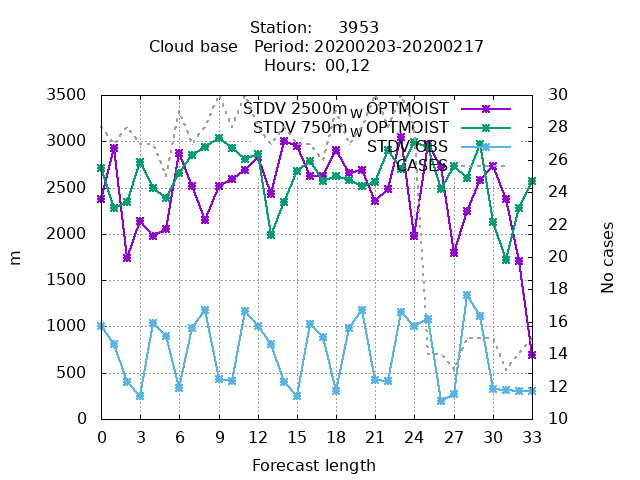 Station: 3953
Cloud base Period: 20200203-20200217
Hours: 00,12
3500 30
STDV 2500m_W OPTMOIST
STDV 750m_W OPTMOIST
STDV OBS
CASES
3000 28
2500 26
2000 24
1500 22
1000 20
500 18
0 16
14
12
10
m
No cases
0 3 6 9 12 15 18 21 24 27 30 33
Forecast length